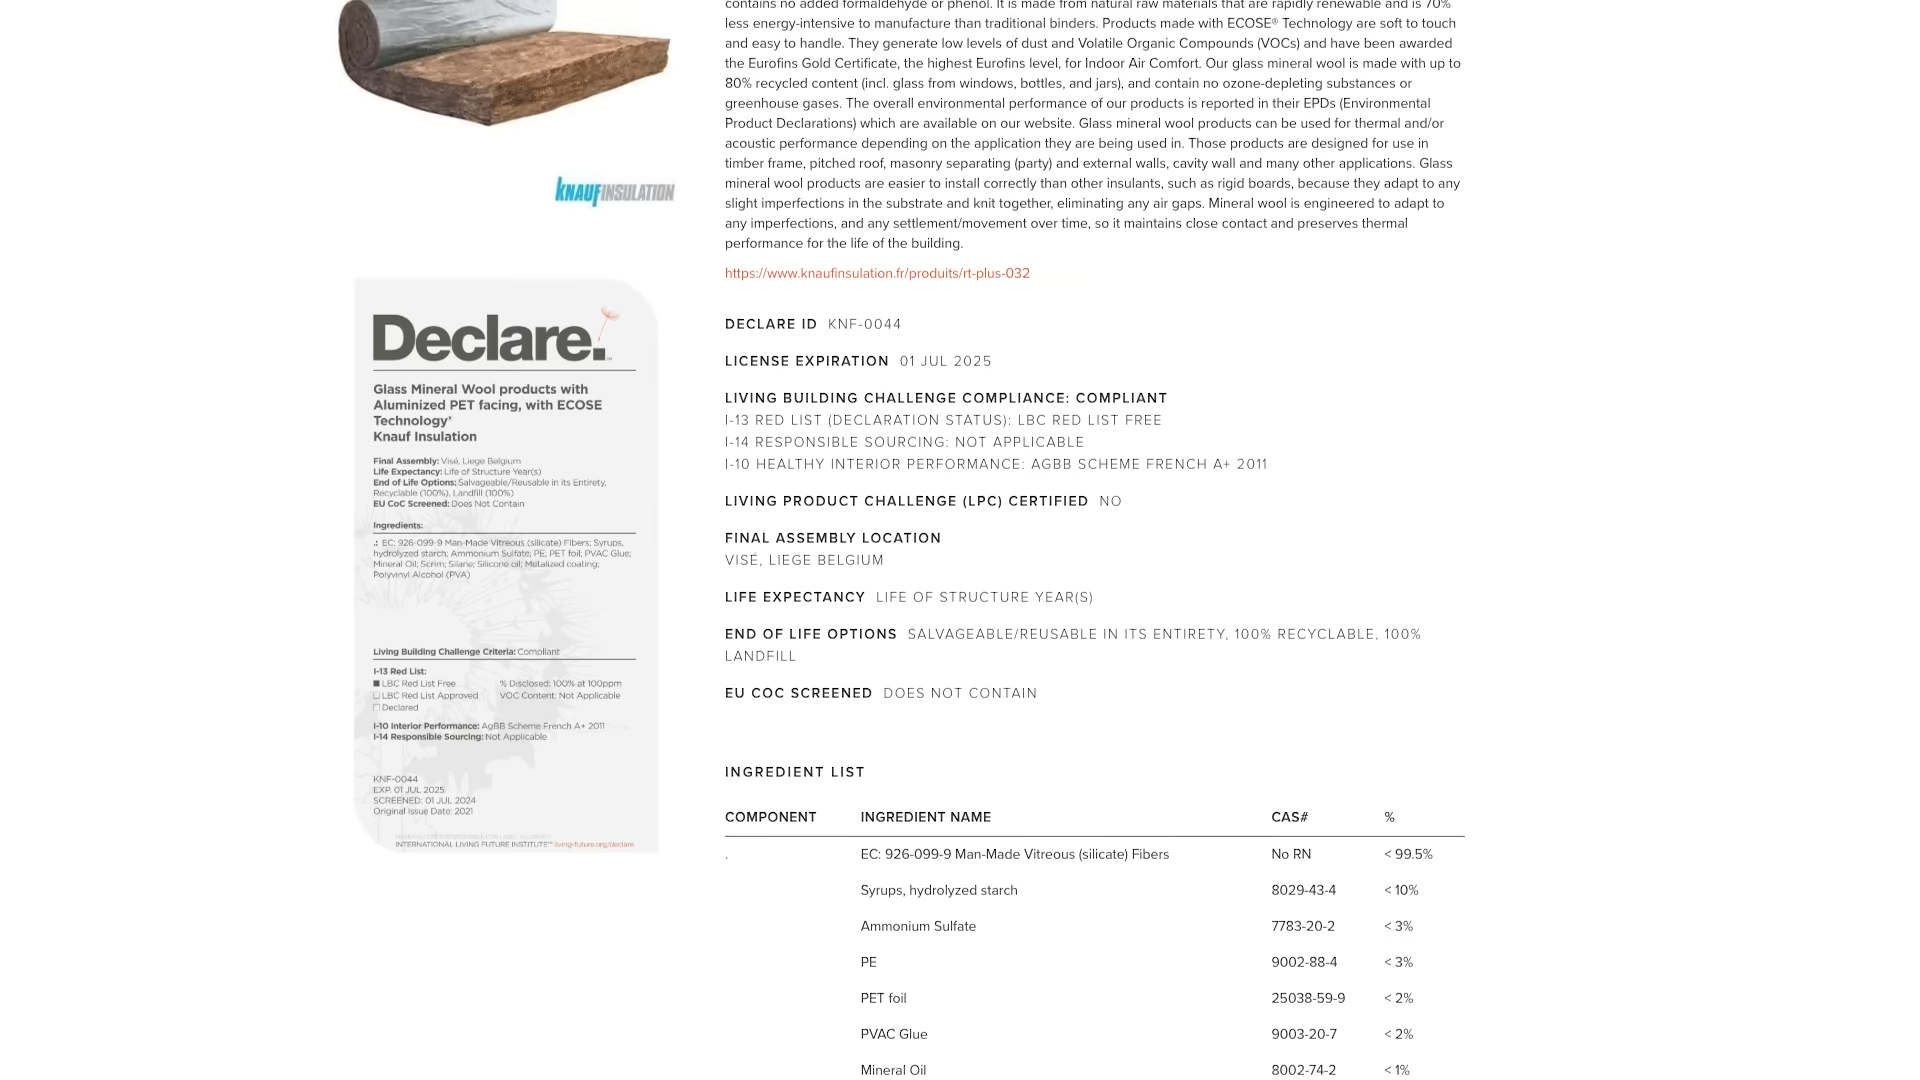 contains no added formaldehyde or phenol. It is made from natural raw materials that are rapidly renewable and is 70%
less energy-intensive to manufacture than traditional binders. Products made with ECOSE® Technology are soft to touch
and easy to handle. They generate low levels of dust and Volatile Organic Compounds (VOCs) and have been awarded
the Eurofins Gold Certificate, the highest Eurofins level, for Indoor Air Comfort. Our glass mineral wool is made with up to
80% recycled content (incl. glass from windows, bottles, and jars), and contain no ozone-depleting substances or
greenhouse gases. The overall environmental performance of our products is reported in their EPDs (Environmental
Product Declarations) which are available on our website. Glass mineral wool products can be used for thermal and/or
acoustic performance depending on the application they are being used in. Those products are designed for use in
timber frame, pitched roof, masonry separating (party) and external walls, cavity wall and many other applications. Glass
mineral wool products are easier to install correctly than other insulants, such as rigid boards, because they adapt to any
slight imperfections in the substrate and knit together, eliminating any air gaps. Mineral wool is engineered to adapt to
any imperfections, and any settlement/movement over time, so it maintains close contact and preserves thermal
performance for the life of the building.
https://www.knaufinsulation.fr/produits/rt-plus-032
KNAUFINSULATION
Declare.
Glass Mineral Wool products with
Aluminized PET facing, with ECOSE
Technology*
Knauf Insulation
Final Assembly: Visé, Liege Belgium
Life Expectancy: Life of Structure Year(s)
End of Life Options: Salvageable/Reusable in its Entirety,
Recyclable (100%), Landfill (100%)
EU CoC Screened: Does Not Contain
Ingredients:
.: EC: 926-099-9 Man-Made Vitreous (silicate) Fibers; Syrups,
hydrolyzed starch; Ammonium Sulfate; PE; PET foil; PVAC Glue;
Mineral Oil; Scrim; Silane; Silicone oil; Metalized coating;
Polyvinyl Alcohol (PVA)
Living Building Challenge Criteria: Compliant
I-13 Red List:
LBC Red List Free % Disclosed: 100% at 100ppm
LBC Red List Approved VOC Content: Not Applicable
Declared
I-10 Interior Performance: AgBB Scheme French A+ 2011
I-14 Responsible Sourcing: Not Applicable
KNF-0044
EXP. 01 JUL 2025
SCREENED: 01 JUL 2024
Original Issue Date: 2021
MANUFACTURER RESPONSIBLE FOR LABEL ACCURACY
INTERNATIONAL LIVING FUTURE INSTITUTE℠ living-future.org/declare
DECLARE ID KNF-0044
LICENSE EXPIRATION 01 JUL 2025
LIVING BUILDING CHALLENGE COMPLIANCE: COMPLIANT
I-13 RED LIST (DECLARATION STATUS): LBC RED LIST FREE
I-14 RESPONSIBLE SOURCING: NOT APPLICABLE
I-10 HEALTHY INTERIOR PERFORMANCE: AGBB SCHEME FRENCH A+ 2011
LIVING PRODUCT CHALLENGE (LPC) CERTIFIED NO
FINAL ASSEMBLY LOCATION
VISÉ, LIEGE BELGIUM
LIFE EXPECTANCY LIFE OF STRUCTURE YEAR(S)
END OF LIFE OPTIONS SALVAGEABLE/REUSABLE IN ITS ENTIRETY, 100% RECYCLABLE, 100%
LANDFILL
EU COC SCREENED DOES NOT CONTAIN
INGREDIENT LIST
COMPONENT INGREDIENT NAME CAS# %
. EC: 926-099-9 Man-Made Vitreous (silicate) Fibers No RN < 99.5%
Syrups, hydrolyzed starch 8029-43-4 < 10%
Ammonium Sulfate 7783-20-2 < 3%
PE 9002-88-4 < 3%
PET foil 25038-59-9 < 2%
PVAC Glue 9003-20-7 < 2%
Mineral Oil 8002-74-2 < 1%